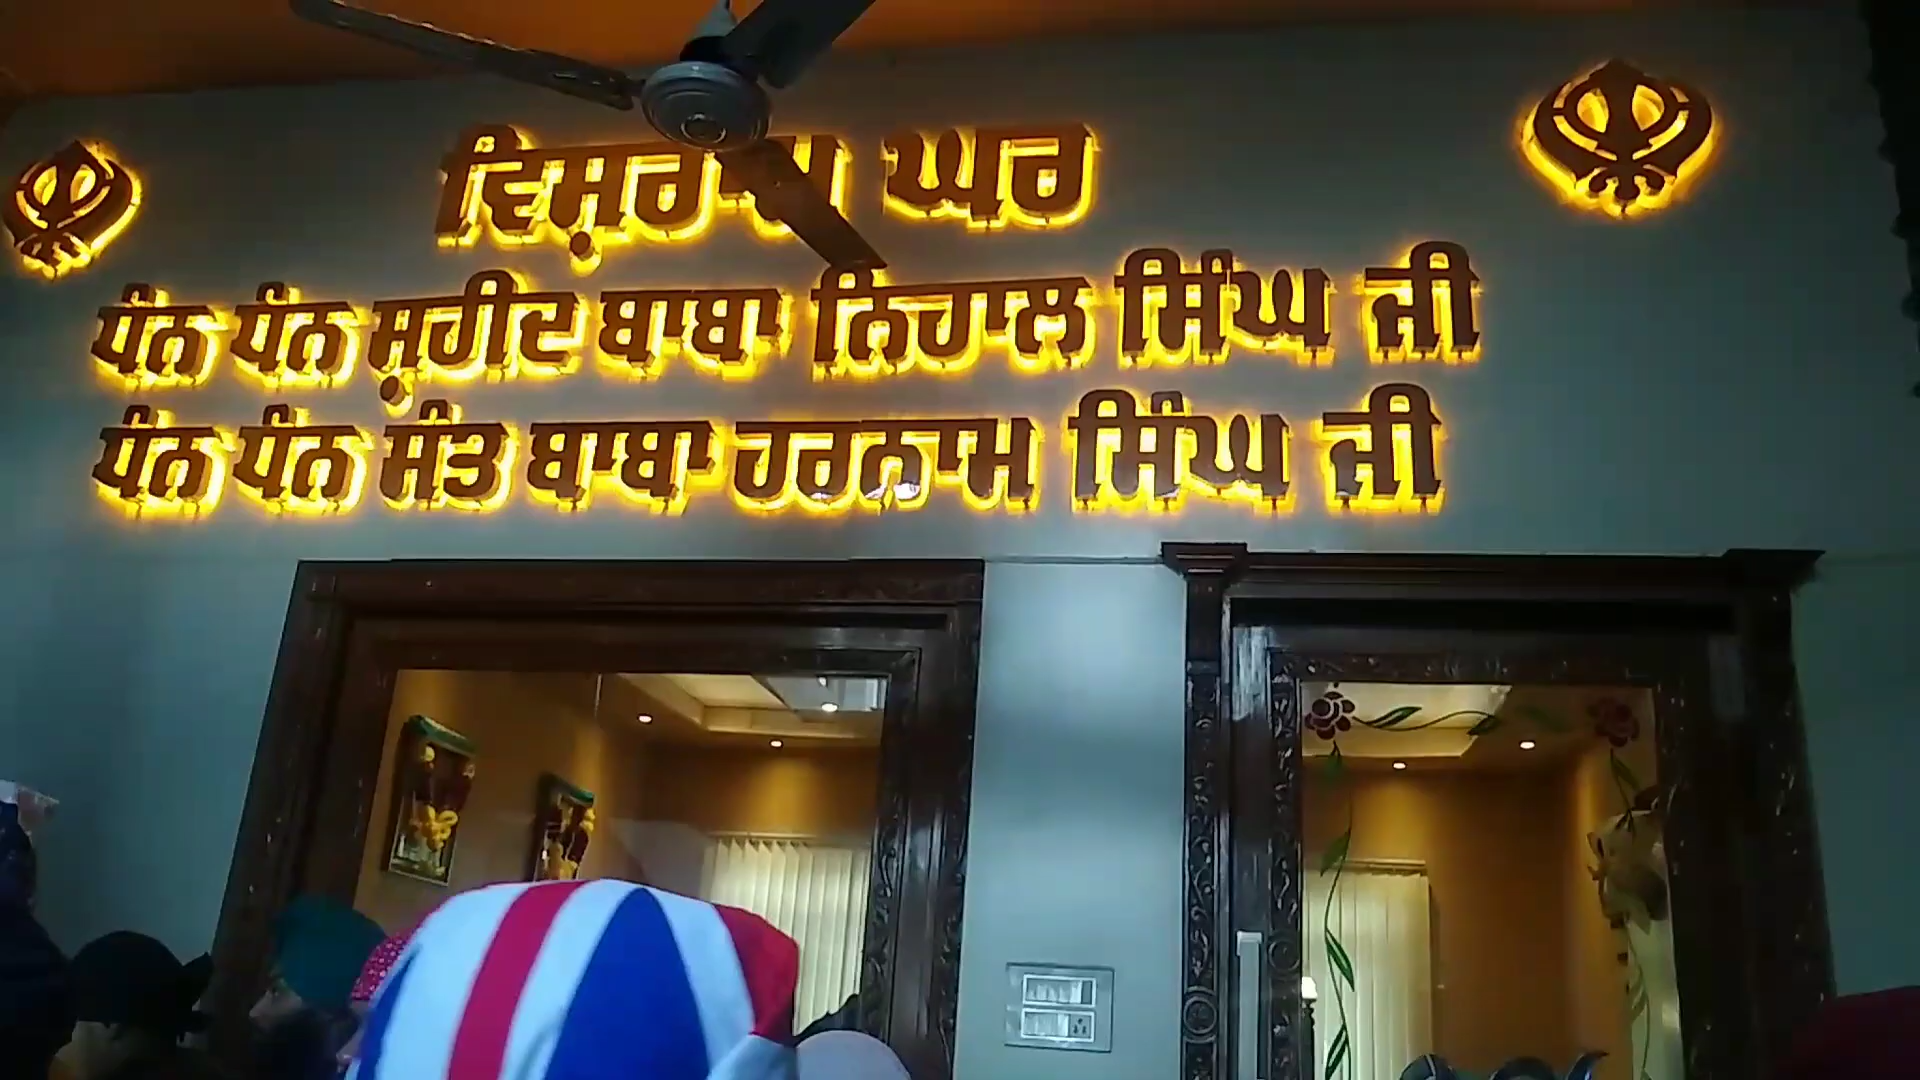 ਵਿਸ਼ਰਾਮ ਘਰ
ਧੰਨ ਧੰਨ ਸ਼ਹੀਦ ਬਾਬਾ ਨਿਹਾਲ ਸਿੰਘ ਜੀ
ਧੰਨ ਧੰਨ ਸੰਤ ਬਾਬਾ ਹਰਨਾਮ ਸਿੰਘ ਜੀ